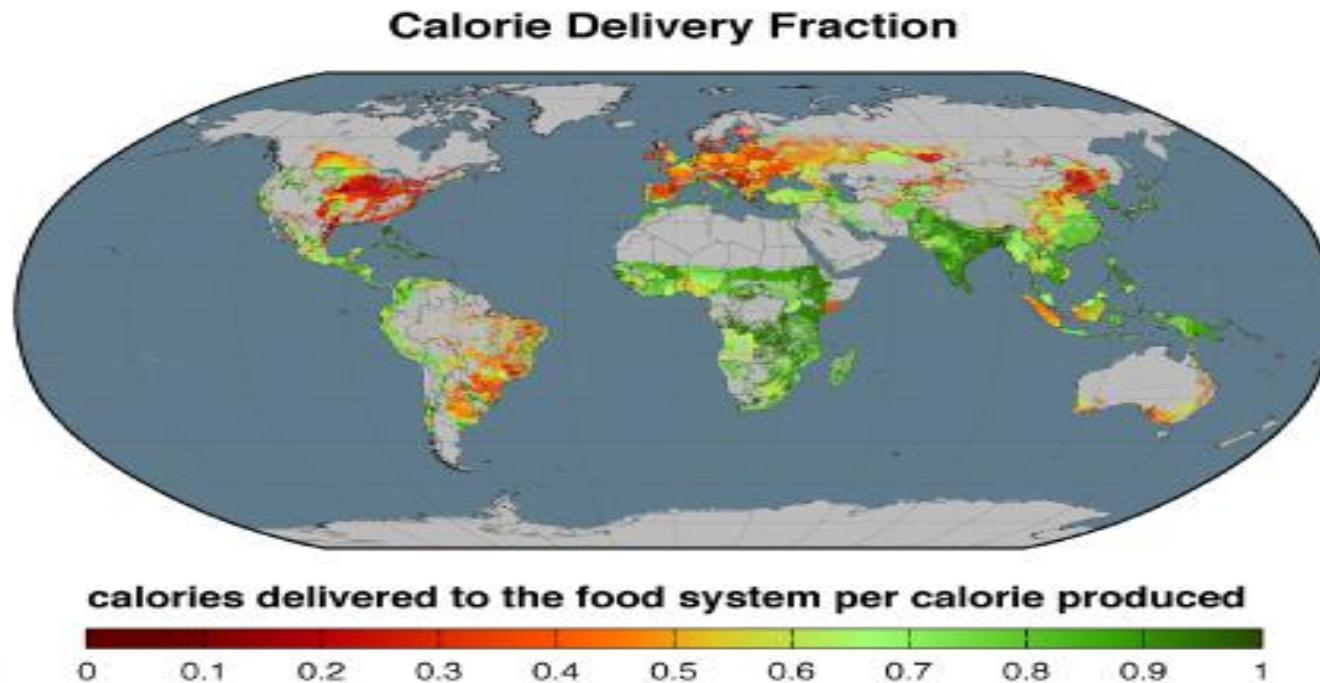 Calorie Delivery Fraction
calories delivered to the food system per calorie produced
0 0.1 0.2 0.3 0.4 0.5 0.6 0.7 0.8 0.9 1